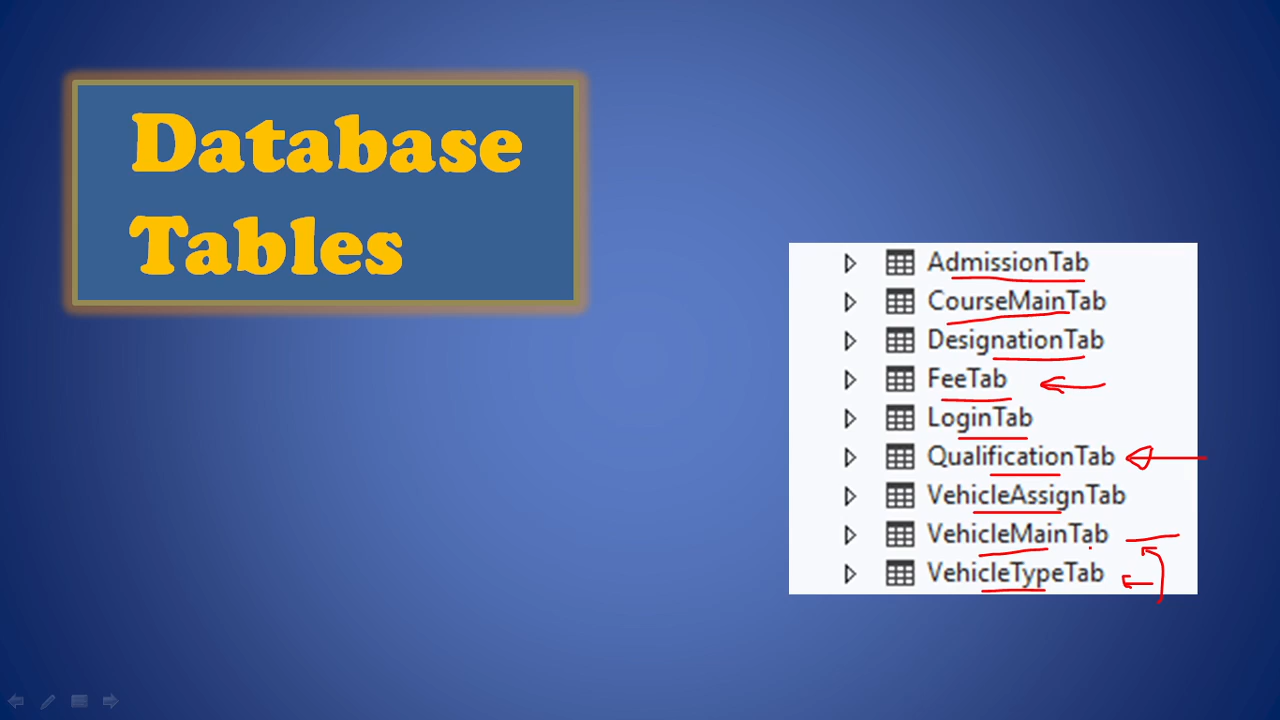 Database
Tables
AdmissionTab
CourseMainTab
DesignationTab
FeeTab
LoginTab
QualificationTab
VehicleAssignTab
VehicleMainTab
VehicleTypeTab